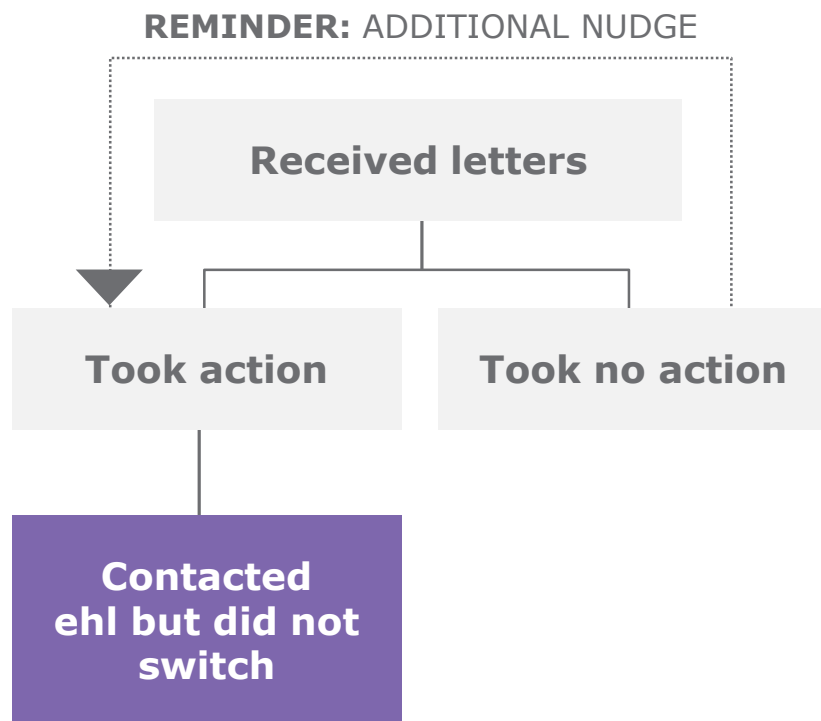 REMINDER: ADDITIONAL NUDGE
Received letters
Took action
Took no action
Contacted
ehl but did not
switch